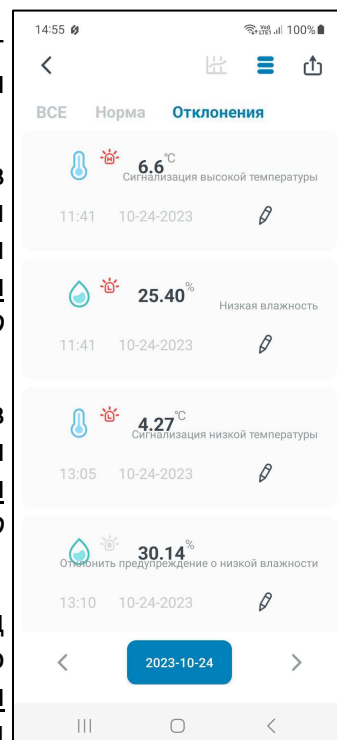 14:55 100%
ВСЕ Норма Отклонения
6.6 °C
Сигнализация высокой температуры
11:41 10-24-2023
25.40 %
Низкая влажность
11:41 10-24-2023
4.27 °C
Сигнализация низкой температуры
13:05 10-24-2023
30.14 %
Отклонить предупреждение о низкой влажности
13:10 10-24-2023
2023-10-24